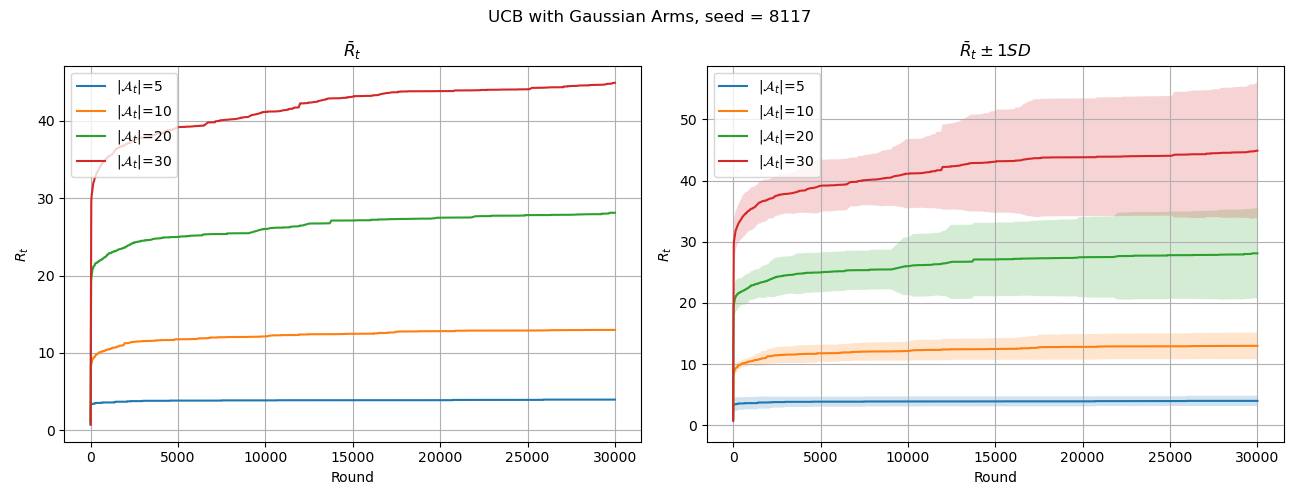 UCB with Gaussian Arms, seed = 8117
R̄ₜ
|𝒜ₜ|=5
|𝒜ₜ|=10
|𝒜ₜ|=20
|𝒜ₜ|=30
Rₜ
40
30
20
10
0
0 5000 10000 15000 20000 25000 30000
Round
R̄ₜ ± 1SD
|𝒜ₜ|=5
|𝒜ₜ|=10
|𝒜ₜ|=20
|𝒜ₜ|=30
Rₜ
50
40
30
20
10
0
0 5000 10000 15000 20000 25000 30000
Round